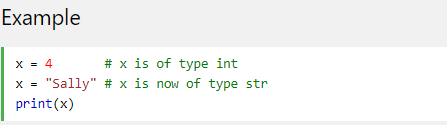 Example
x = 4       # x is of type int
x = "Sally" # x is now of type str
print(x)